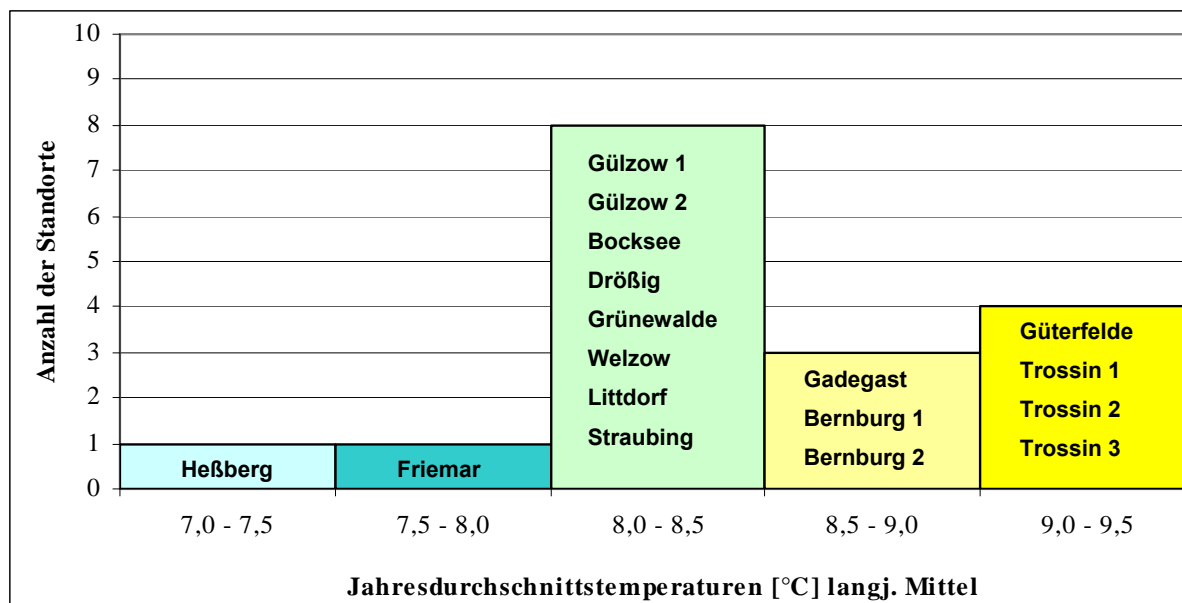 Anzahl der Standorte
10
9
8
7
6
5
4
3
2
1
0
Heßberg
Friemar
Gülzow 1
Gülzow 2
Bocksee
Drößig
Grünewalde
Welzow
Littdorf
Straubing
Gadegast
Bernburg 1
Bernburg 2
Güterfelde
Trossin 1
Trossin 2
Trossin 3
7,0 - 7,5
7,5 - 8,0
8,0 - 8,5
8,5 - 9,0
9,0 - 9,5
Jahresdurchschnittstemperaturen [°C] langj. Mittel